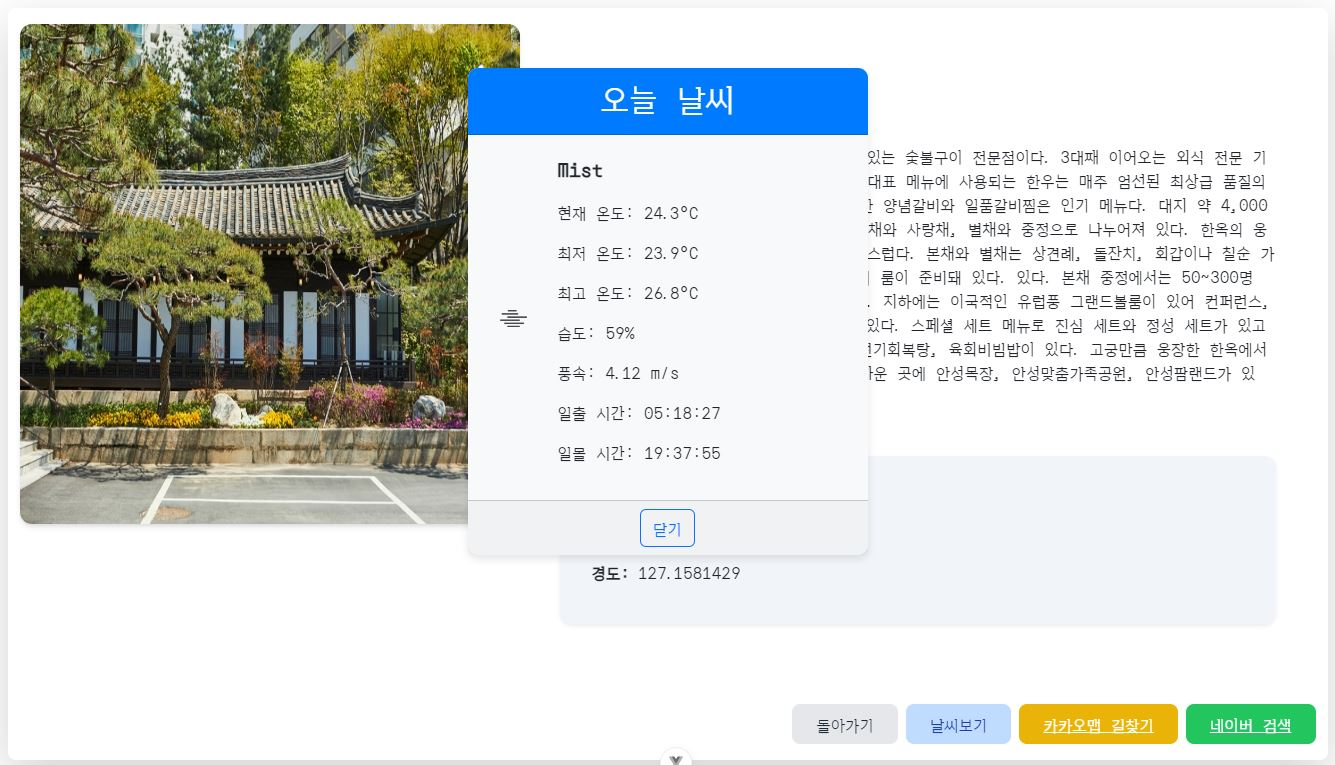 오늘 날씨
Mist
현재 온도: 24.3°C
최저 온도: 23.9°C
최고 온도: 26.8°C
습도: 59%
풍속: 4.12 m/s
일출 시간: 05:18:27
일몰 시간: 19:37:55
닫기
있는 숯불구이 전문점이다. 3대째 이어오는 외식 전문 기
대표 메뉴에 사용되는 한우는 매주 엄선된 최상급 품질의
양념갈비와 일품갈비찜은 인기 메뉴다. 대지 약 4,000
채와 사랑채, 별채와 중정으로 나누어져 있다. 한옥의 웅
스럽다. 본채와 별채는 상견례, 돌잔치, 회갑이나 칠순 가
룸이 준비돼 있다. 있다. 본채 중정에서는 50~300명
. 지하에는 이국적인 유럽풍 그랜드볼룸이 있어 컨퍼런스,
있다. 스페셜 세트 메뉴로 진심 세트와 정성 세트가 있고
기회복탕, 육회비빔밥이 있다. 고궁만큼 웅장한 한옥에서
운 곳에 안성목장, 안성맞춤가족공원, 안성팜랜드가 있
경도: 127.1581429
돌아가기
날씨보기
카카오맵 길찾기
네이버 검색